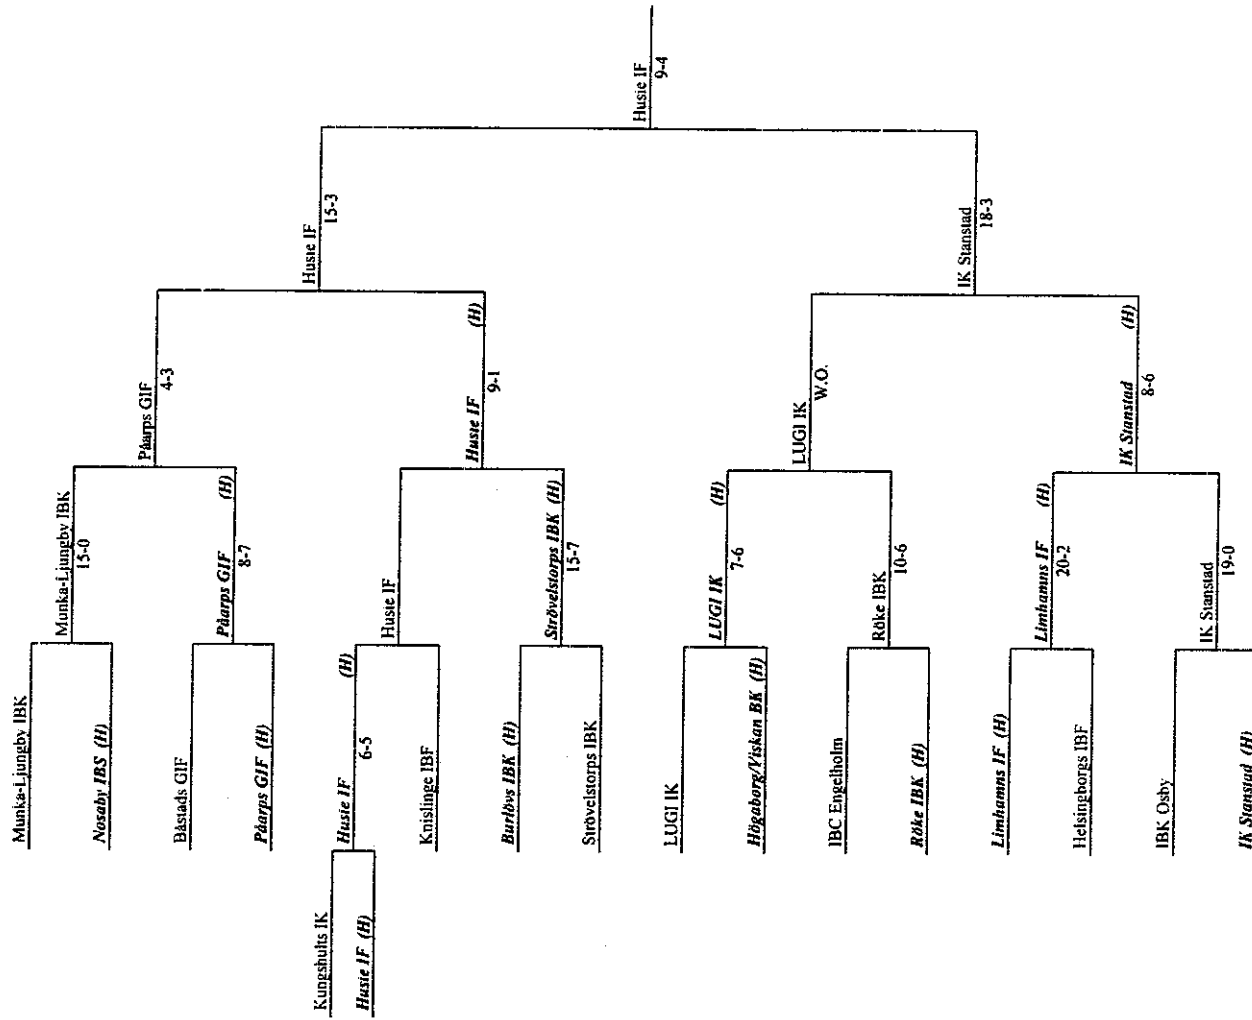 Munka-Ljungby IBK
Nosaby IBS (H)
Båstads GIF
Påarps GIF (H)
Kungshults IK
Husie IF (H)
Husie IF (H)
6-5
Knislinge IBF
Burlövs IBK (H)
Strövelstorps IBK
LUGI IK
Högaborg/Viskan BK (H)
IBC Engelholm
Röke IBK (H)
Limhamns IF (H)
Helsingborgs IBF
IBK Osby
IK Stanstad (H)
Munka-Ljungby IBK
15-0
Påarps GIF (H)
8-7
Husie IF
Strövelstorps IBK (H)
15-7
LUGI IK (H)
7-6
Röke IBK
10-6
Limhamns IF (H)
20-2
IK Stanstad
19-0
Påarps GIF
4-3
Husie IF (H)
9-1
LUGI IK
W.O.
IK Stanstad (H)
8-6
Husie IF
15-3
IK Stanstad
18-3
Husie IF
9-4